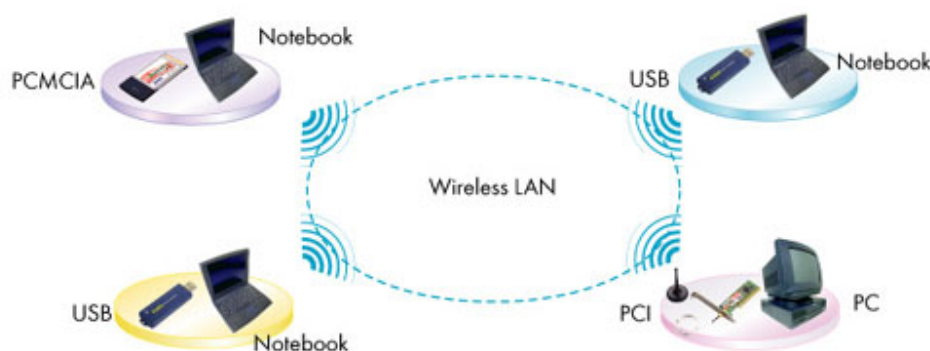 Notebook
PCMCIA
USB
Notebook
Wireless LAN
USB
Notebook
PCI
PC